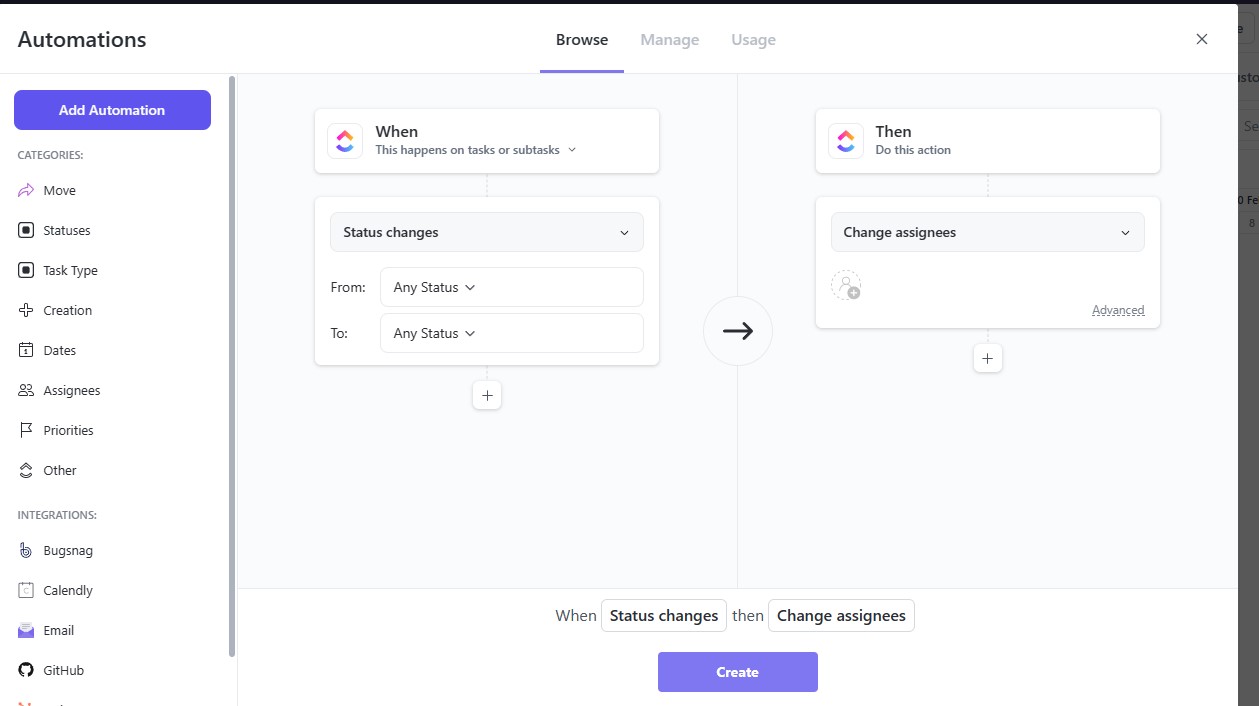 Automations
Browse
Manage
Usage
Add Automation
CATEGORIES:
Move
Statuses
Task Type
Creation
Dates
Assignees
Priorities
Other
INTEGRATIONS:
Bugsnag
Calendly
Email
GitHub
When
This happens on tasks or subtasks
Status changes
From: Any Status
To: Any Status
Then
Do this action
Change assignees
Advanced
When Status changes then Change assignees
Create
8